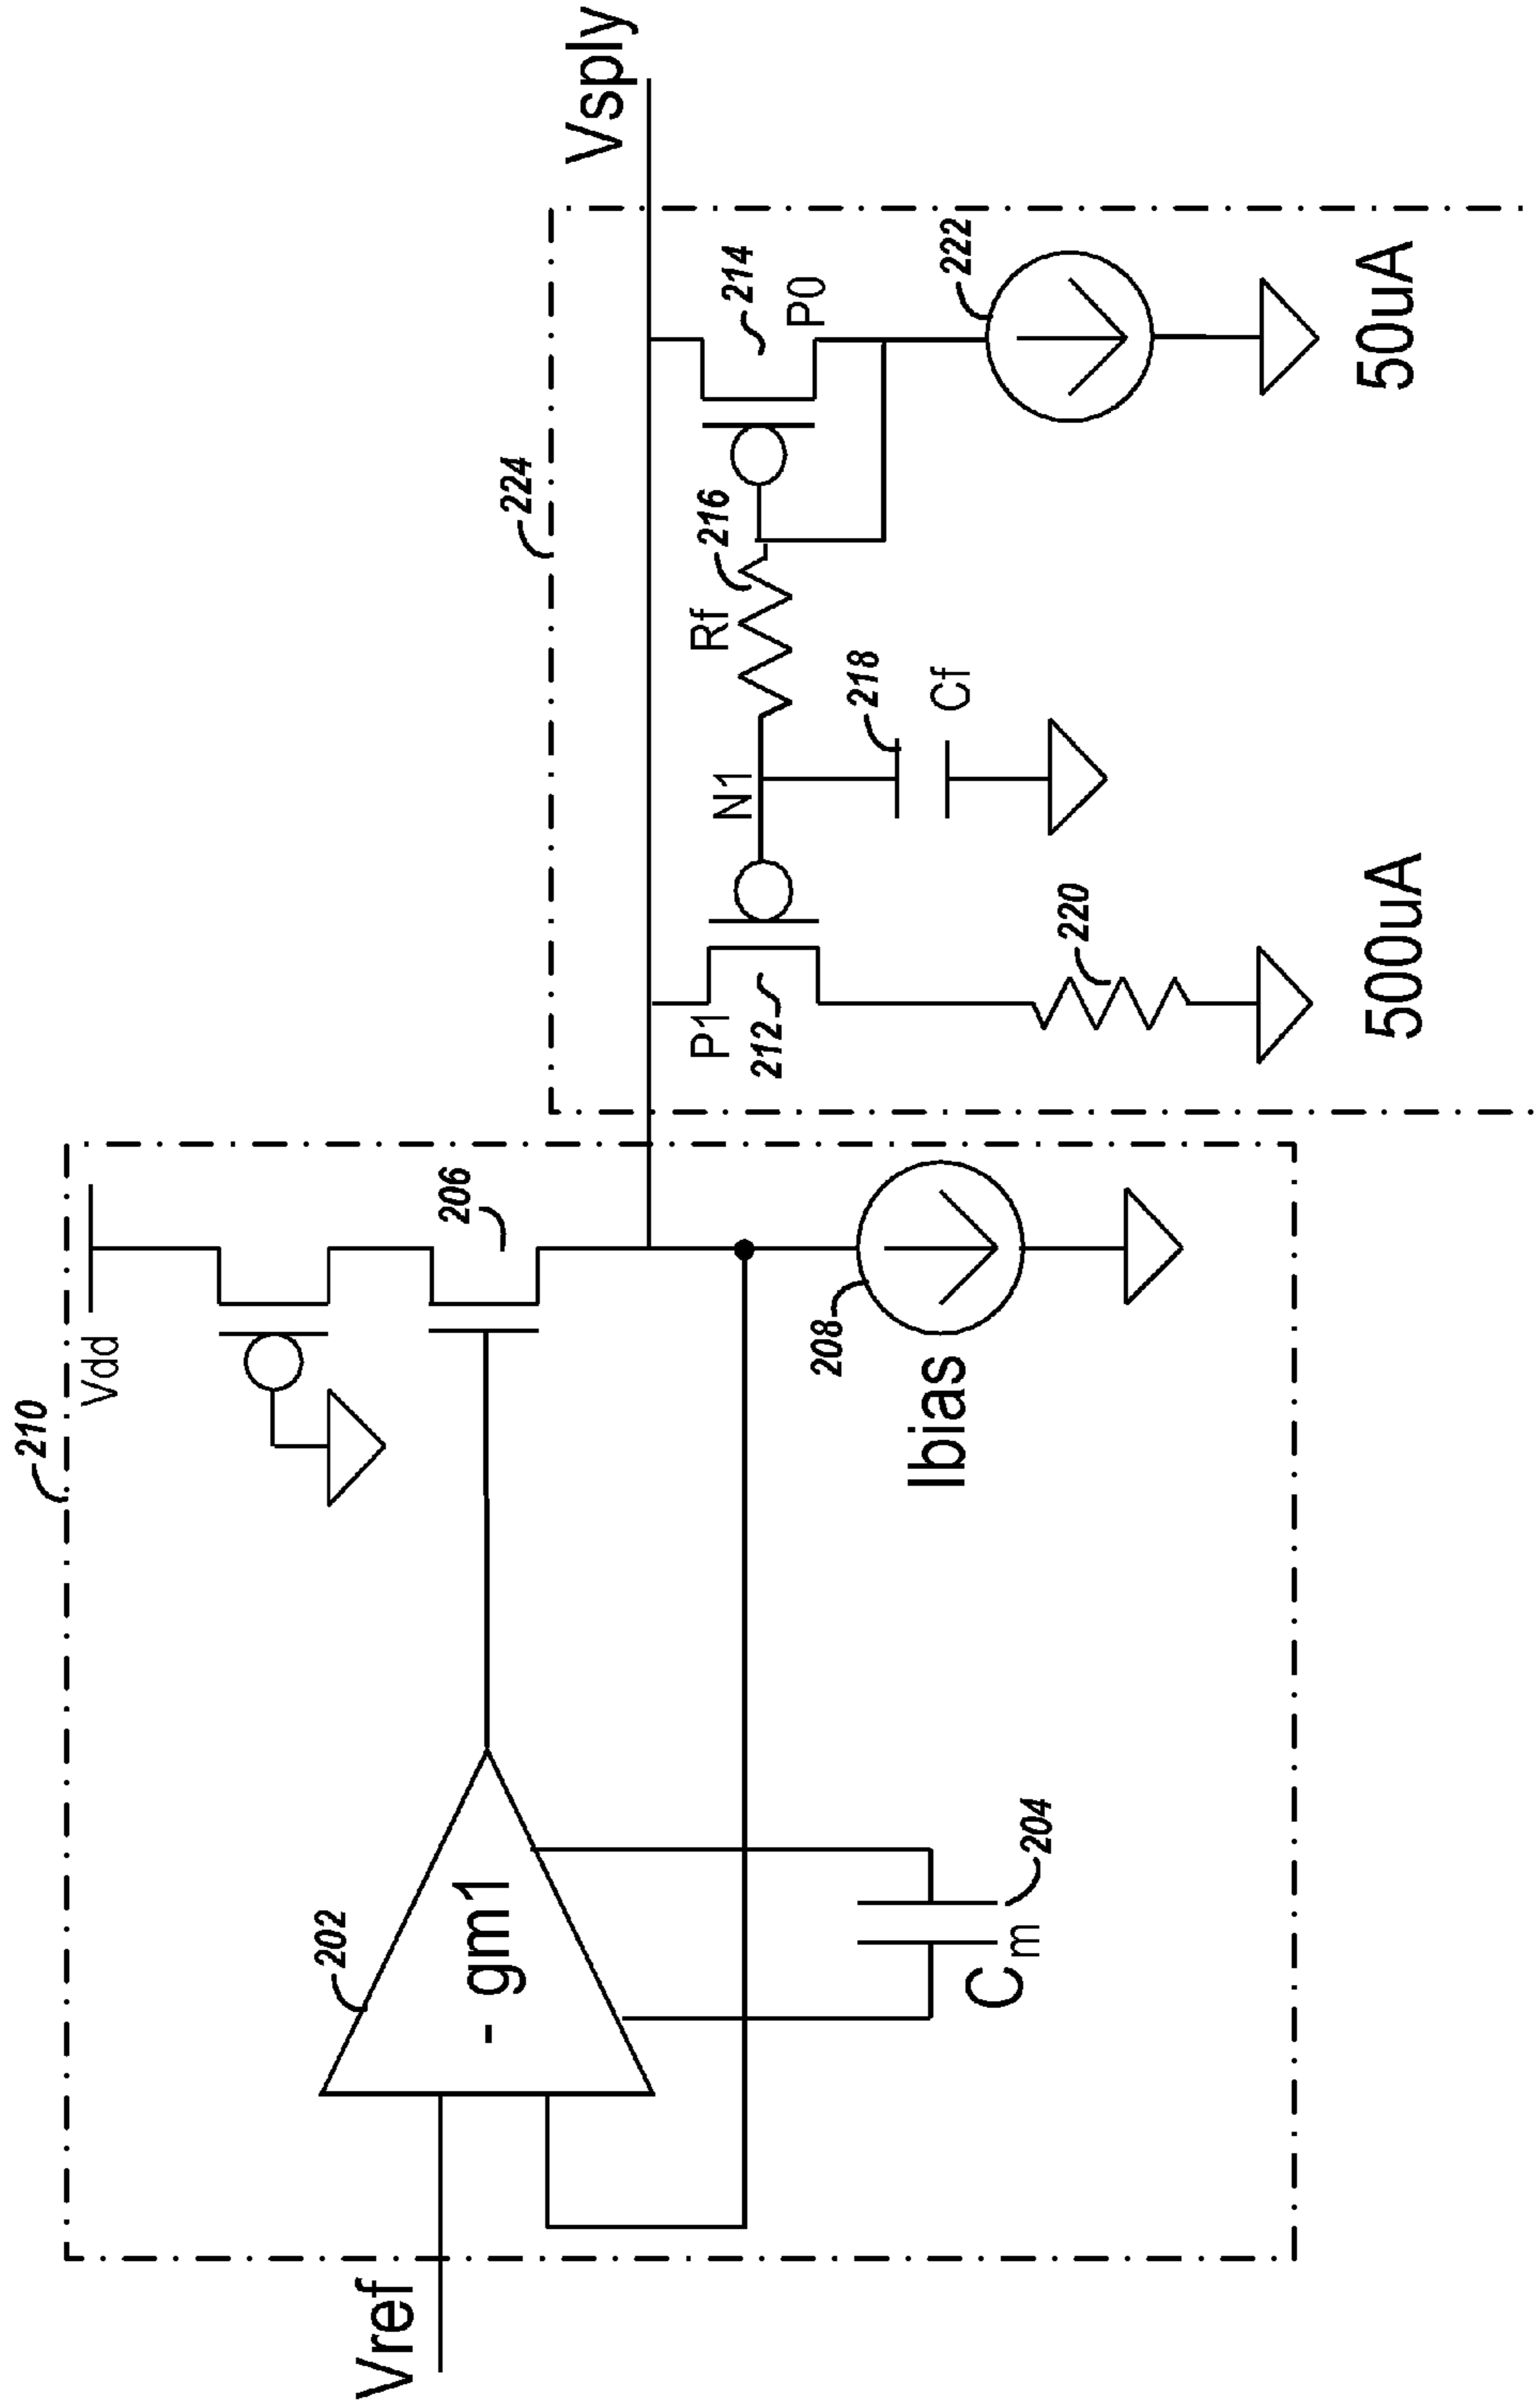 210
Vdd
202
Vref
206
- gm1
224
Vsply
P1
Rf
216
N1
214
212
P0
208
218
Ibias
Cf
222
Cm
204
220
500uA
50uA